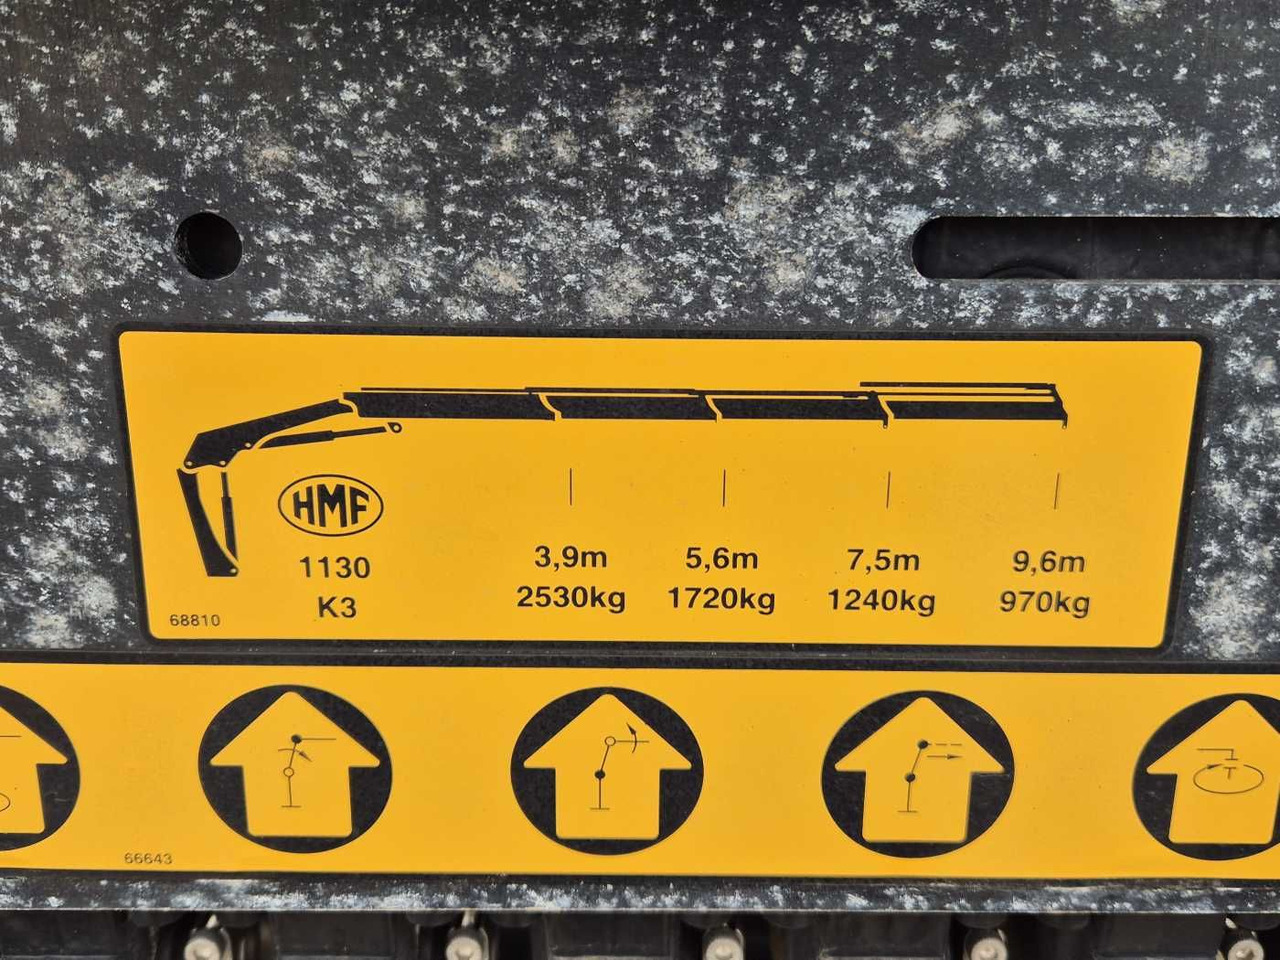 HMF
1130
K3
68810
3,9m 5,6m 7,5m 9,6m
2530kg 1720kg 1240kg 970kg
66643